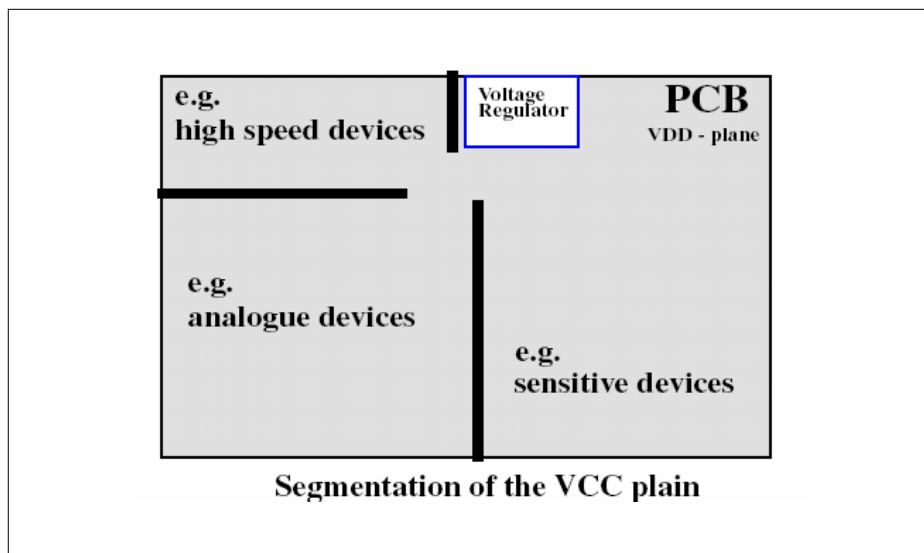 e.g.
high speed devices
Voltage
Regulator
PCB
VDD - plane
e.g.
analogue devices
e.g.
sensitive devices
Segmentation of the VCC plain